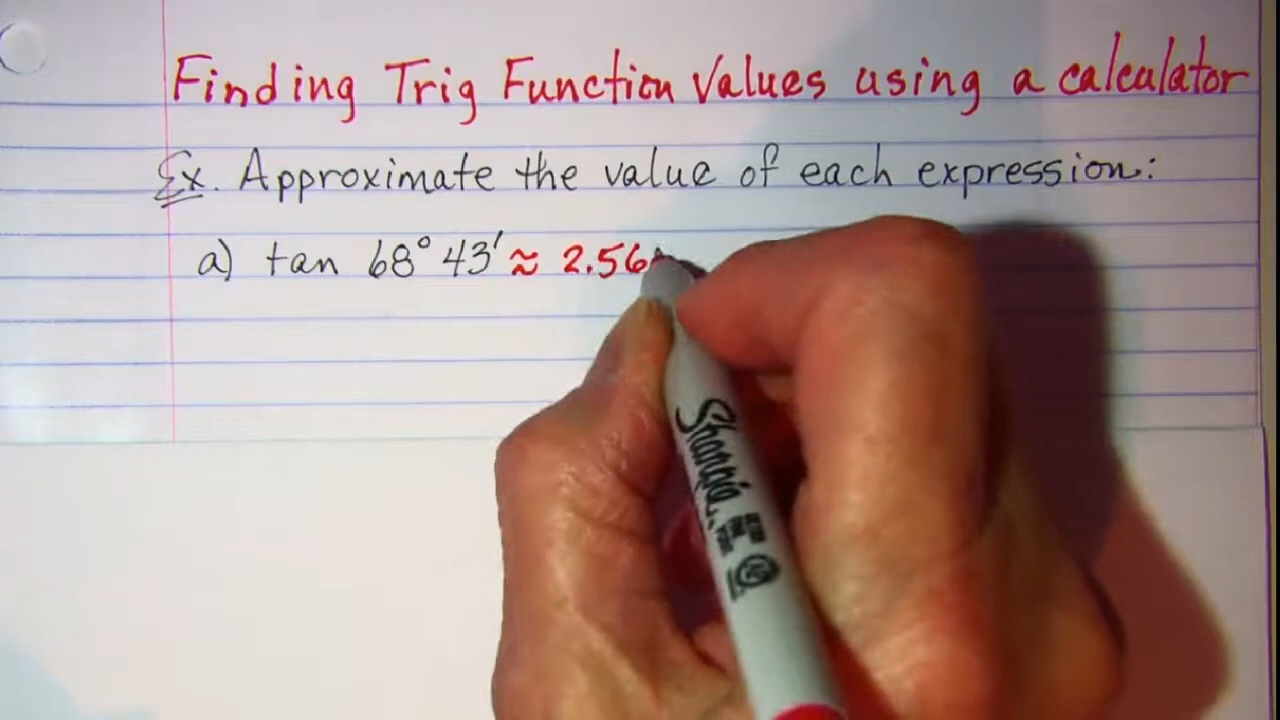 Finding Trig Function Values using a calculator
Ex. Approximate the value of each expression:
a) tan 68° 43′ ≈ 2.56
Sharpie